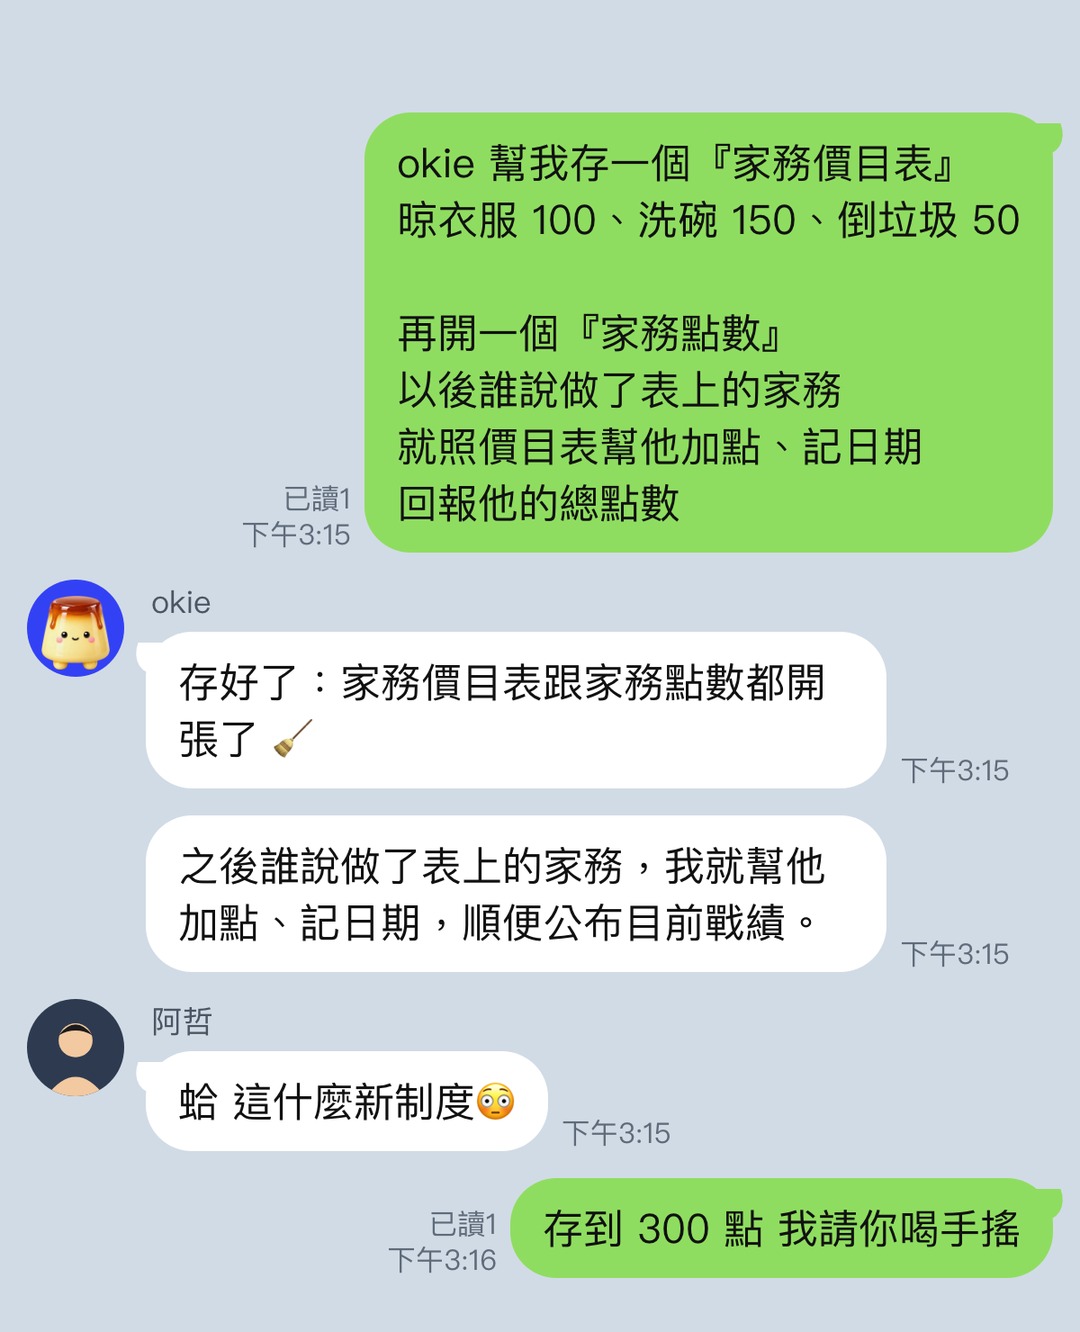 okie 幫我存一個『家務價目表』
晾衣服 100、洗碗 150、倒垃圾 50
再開一個『家務點數』
以後誰說做了表上的家務
就照價目表幫他加點、記日期
回報他的總點數
已讀1
下午3:15
okie
存好了：家務價目表跟家務點數都開
張了 🧹
下午3:15
之後誰說做了表上的家務，我就幫他
加點、記日期，順便公布目前戰績。
下午3:15
阿哲
蛤 這什麼新制度😳
下午3:15
存到 300 點 我請你喝手搖
已讀1
下午3:16